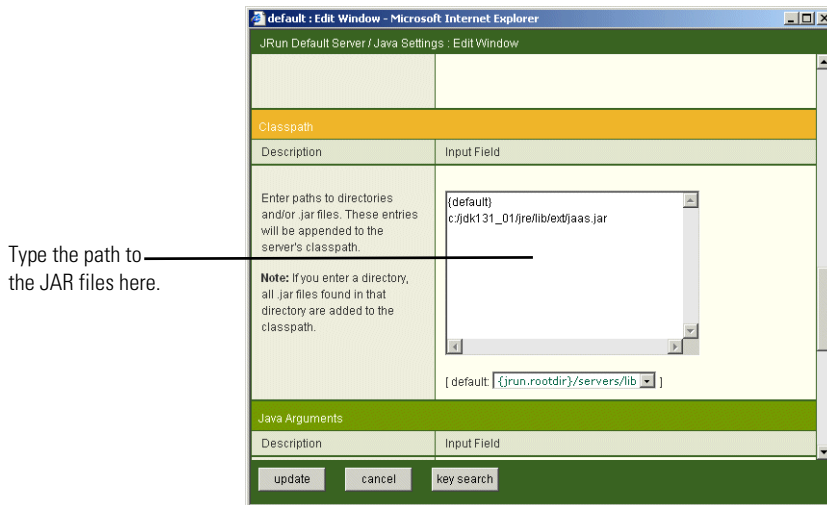 default : Edit Window - Microsoft Internet Explorer
JRun Default Server / Java Settings : Edit Window
Classpath
Description
Input Field
Enter paths to directories
and/or .jar files. These entries
will be appended to the
server's classpath.
Note: If you enter a directory,
all .jar files found in that
directory are added to the
classpath.
{default}
c:/jdk131_01/jre/lib/ext/jaas.jar
[ default: {jrun.rootdir}/servers/lib ]
Type the path to
the JAR files here.
Java Arguments
Description
Input Field
update
cancel
key search